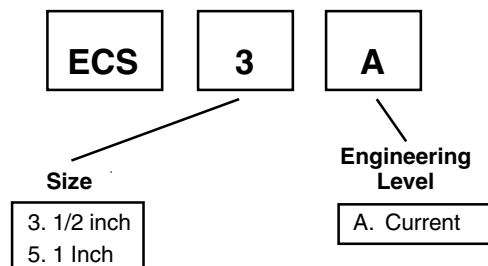 ECS 3 A
Size
3. 1/2 inch
5. 1 Inch
Engineering
Level
A. Current